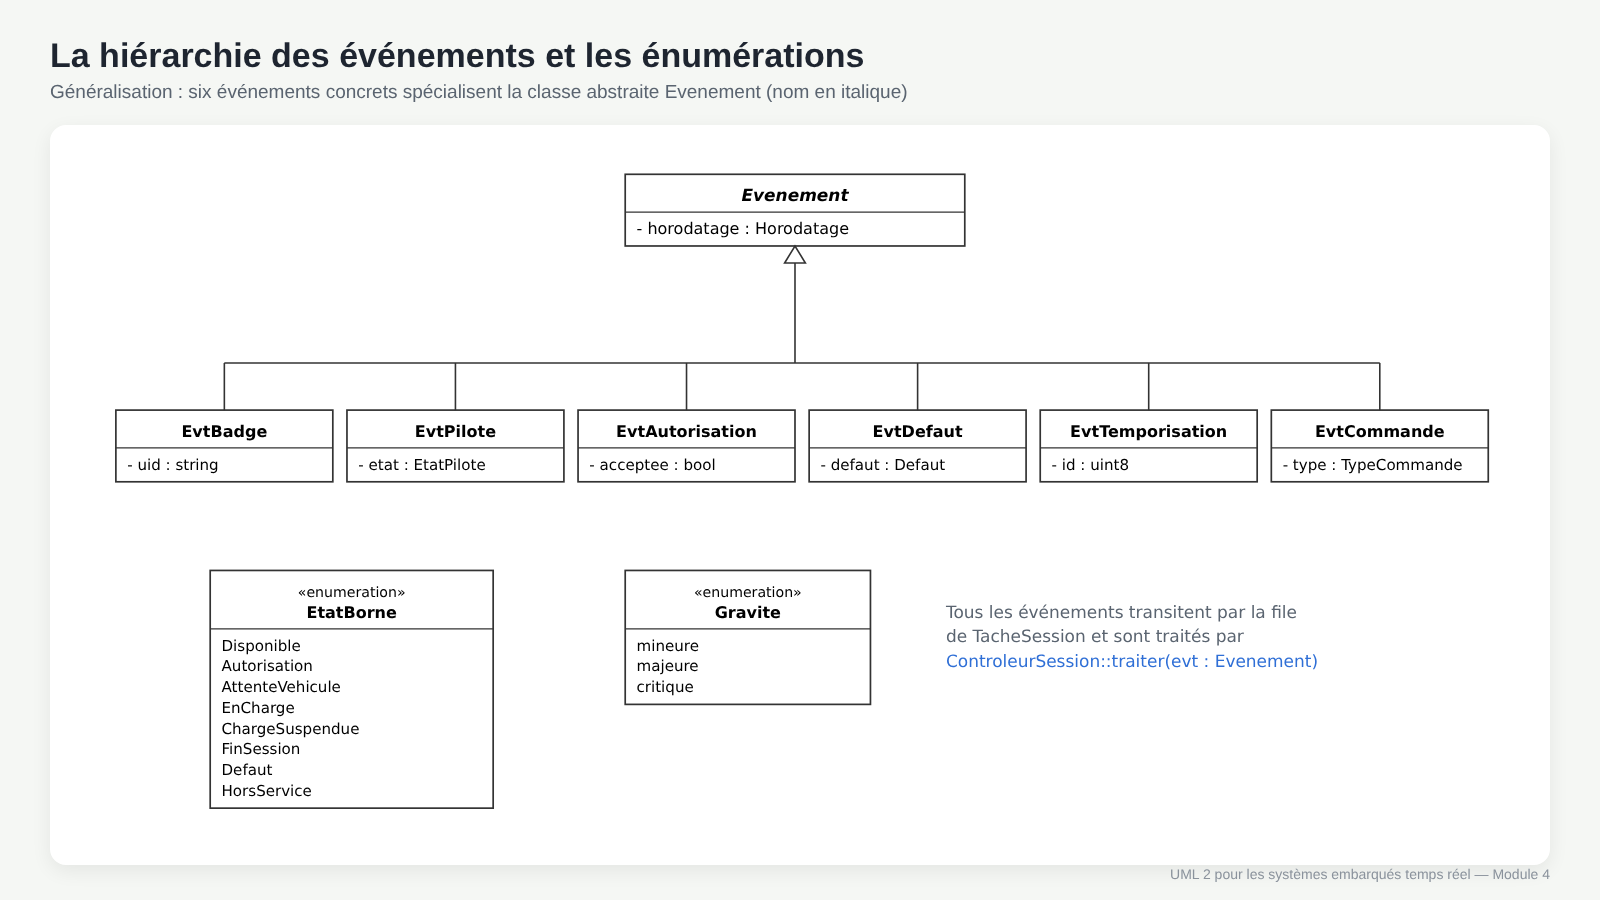 La hiérarchie des événements et les énumérations
Généralisation : six événements concrets spécialisent la classe abstraite Evenement (nom en italique)
Evenement
- horodatage : Horodatage
EvtBadge
- uid : string
EvtPilote
- etat : EtatPilote
EvtAutorisation
- acceptee : bool
EvtDefaut
- defaut : Defaut
EvtTemporisation
- id : uint8
EvtCommande
- type : TypeCommande
«enumeration»
EtatBorne
Disponible
Autorisation
AttenteVehicule
EnCharge
ChargeSuspendue
FinSession
Defaut
HorsService
«enumeration»
Gravite
mineure
majeure
critique
Tous les événements transitent par la file
de TacheSession et sont traités par
ControleurSession::traiter(evt : Evenement)
UML 2 pour les systèmes embarqués temps réel — Module 4